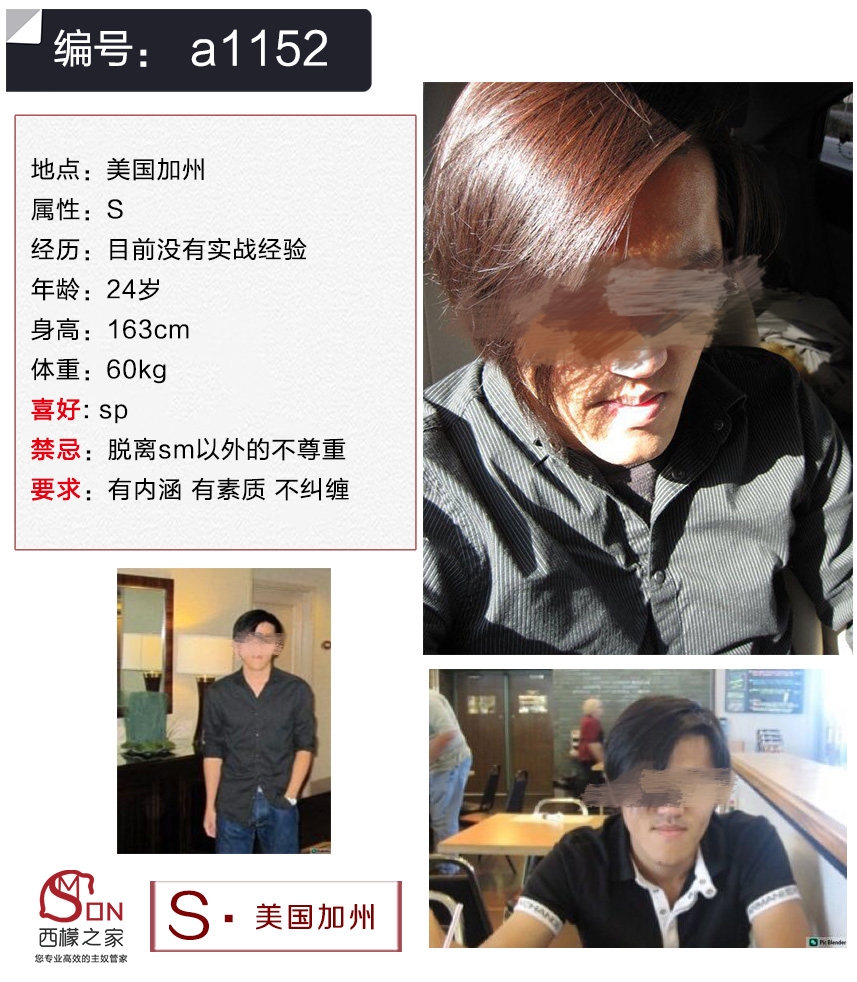 编号： a1152
地点：美国加州
属性：S
经历：目前没有实战经验
年龄：24岁
身高：163cm
体重：60kg
喜好: sp
禁忌：脱离sm以外的不尊重
要求：有内涵 有素质 不纠缠
SMON
西檬之家
您专业高效的主奴管家
S·美国加州
Pic Blender